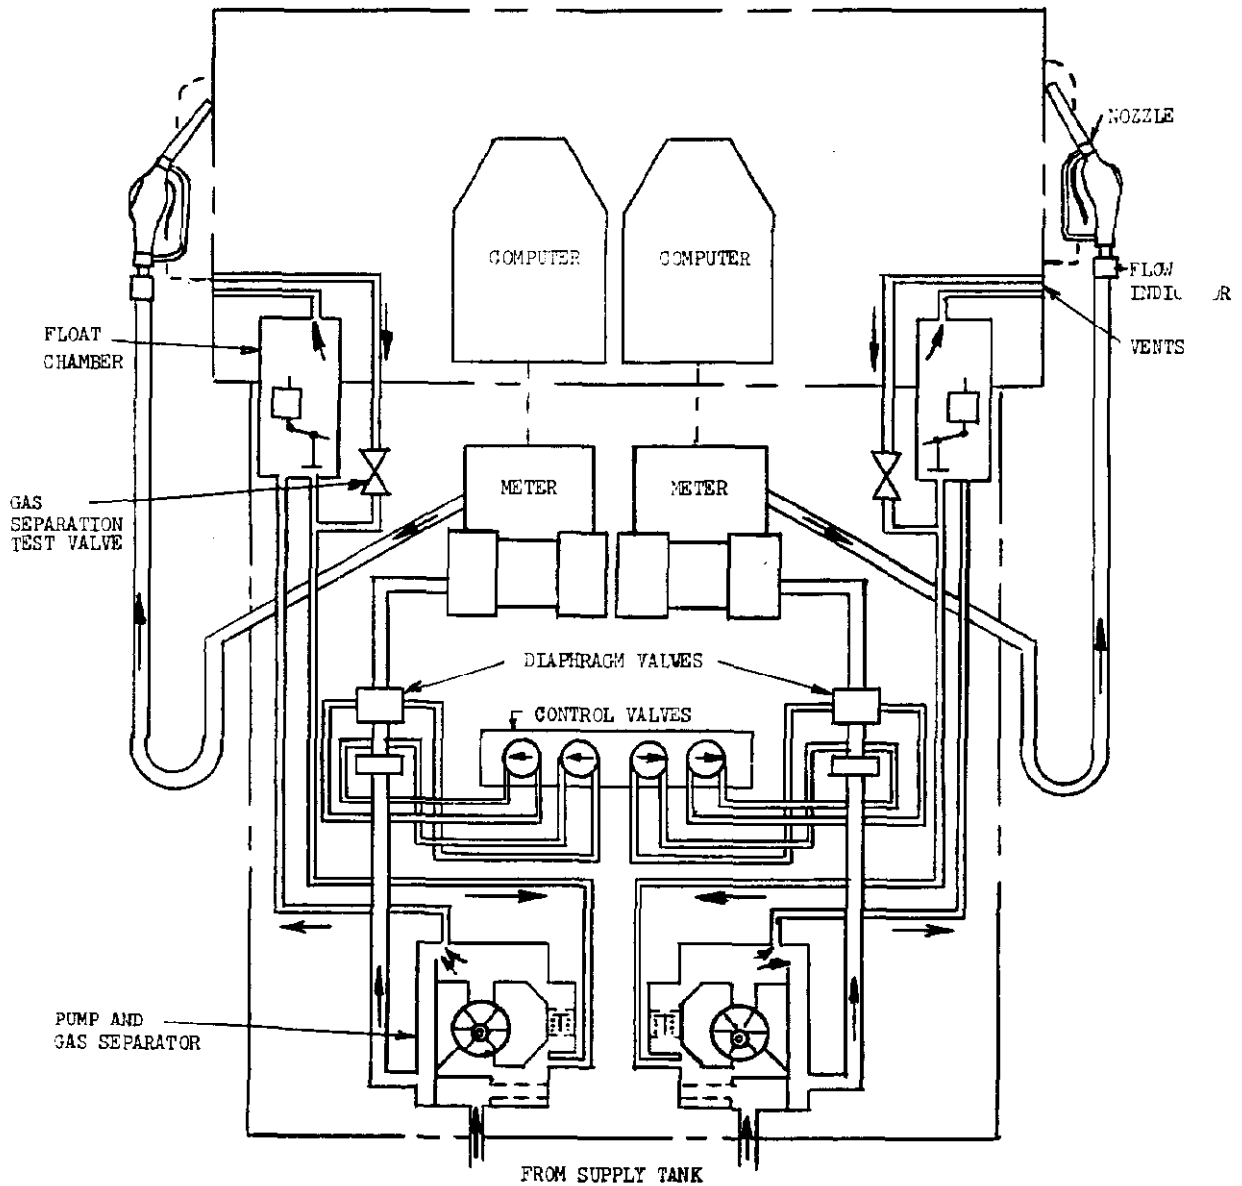 NOZZLE
COMPUTER
COMPUTER
FLOW
FLOAT
CHAMBER
VENTS
METER
METER
GAS
SEPARATION
TEST VALVE
DIAPHRAGM VALVES
CONTROL VALVES
PUMP AND
GAS SEPARATOR
FROM SUPPLY TANK